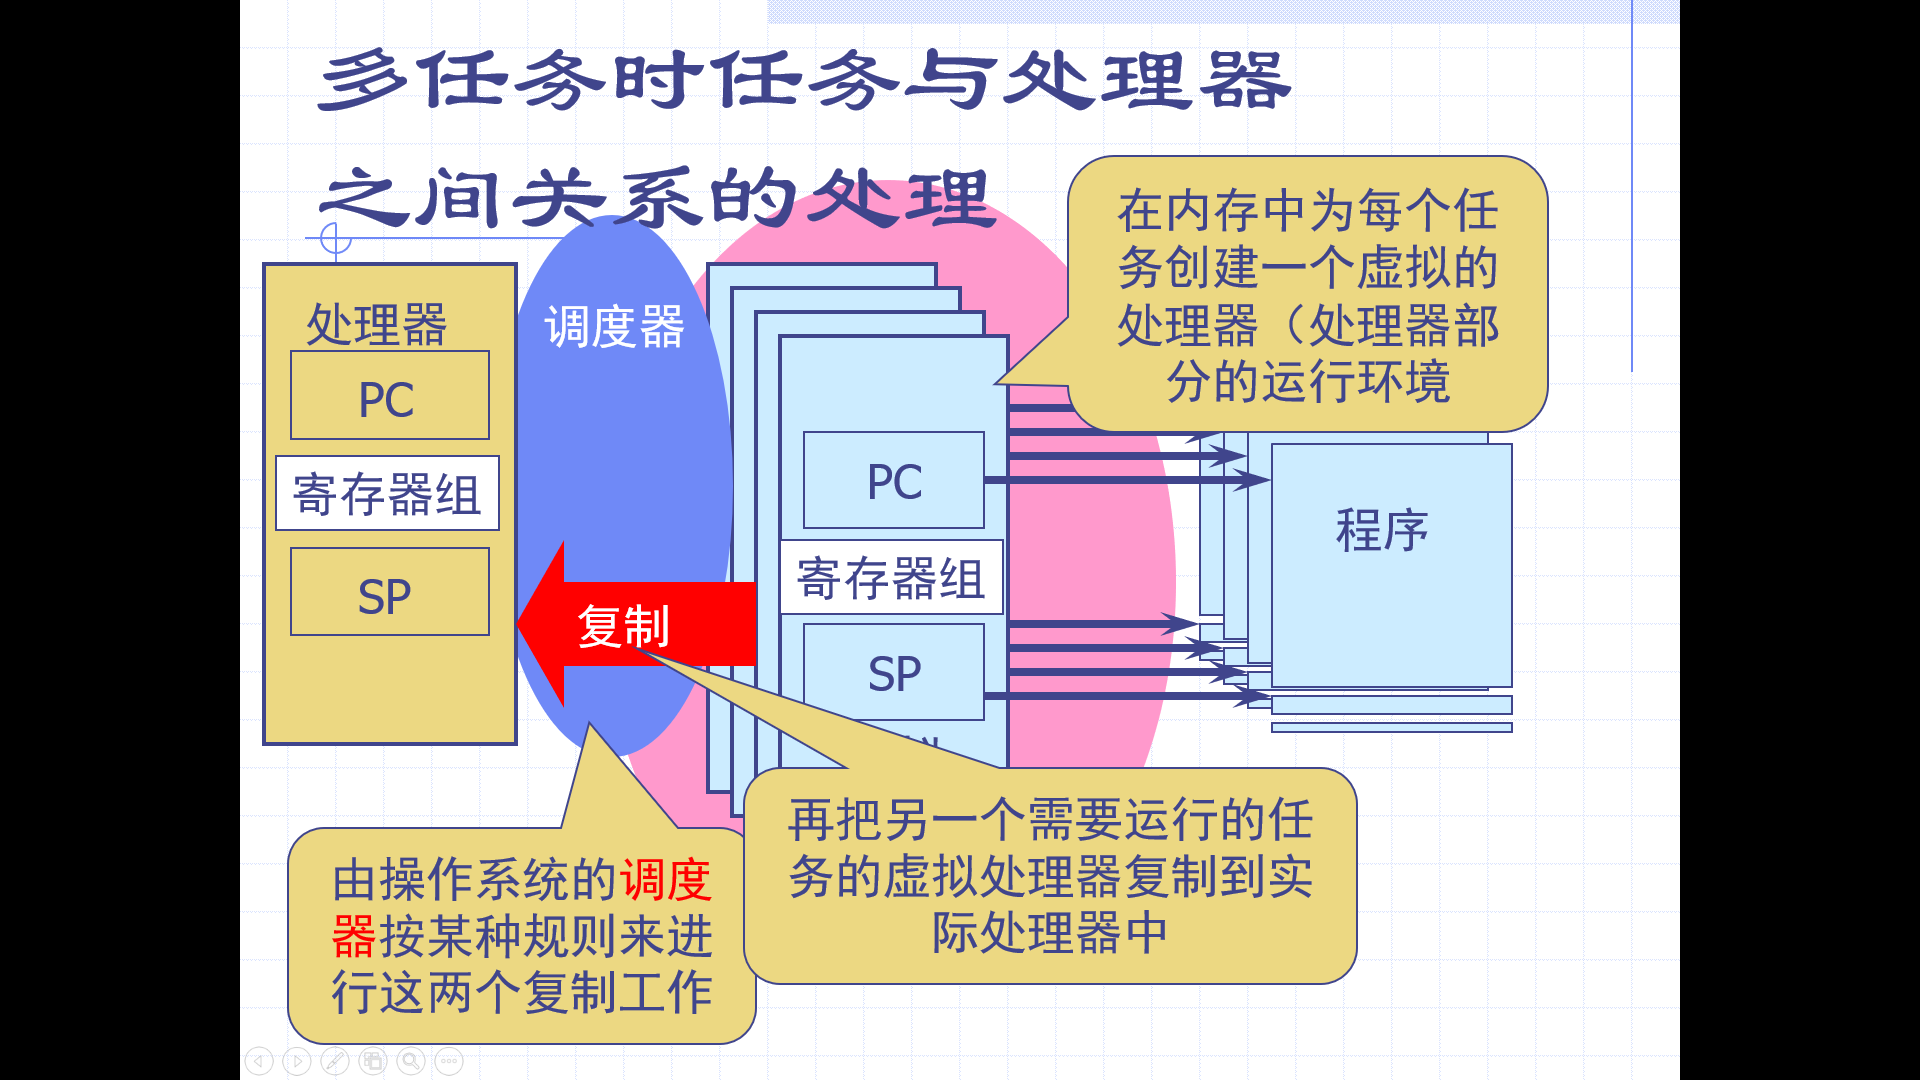 多任务时任务与处理器
之间关系的处理
处理器
PC
寄存器组
SP
调度器
复制
PC
寄存器组
SP
程序
在内存中为每个任
务创建一个虚拟的
处理器（处理器部
分的运行环境
由操作系统的调度
器按某种规则来进
行这两个复制工作
再把另一个需要运行的任
务的虚拟处理器复制到实
际处理器中